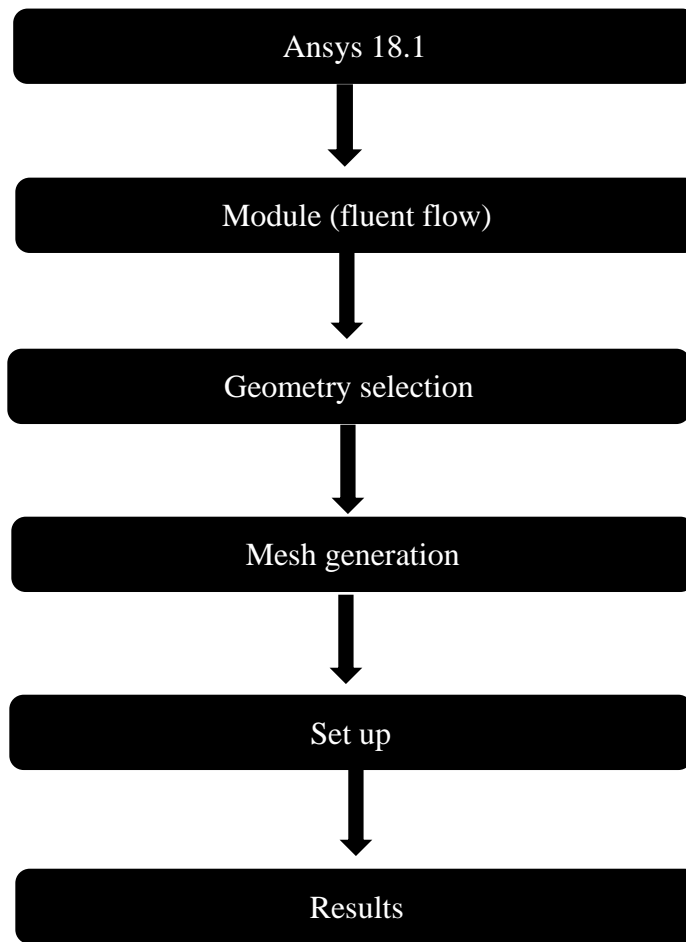 Ansys 18.1
Module (fluent flow)
Geometry selection
Mesh generation
Set up
Results